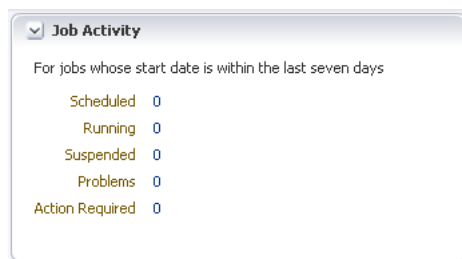 Job Activity
For jobs whose start date is within the last seven days
Scheduled 0
Running 0
Suspended 0
Problems 0
Action Required 0